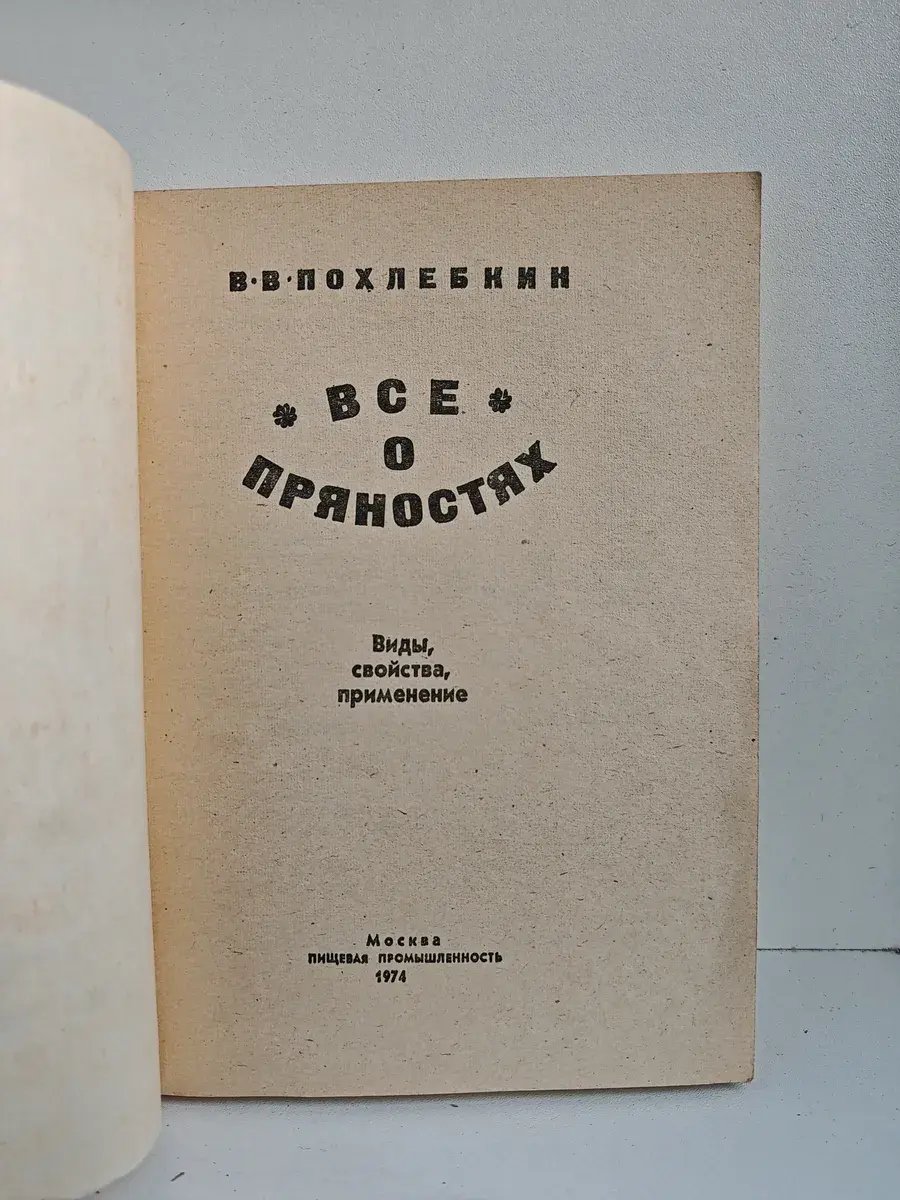 В·В·ПОХЛЕБКИН
ВСЕ
О
ПРЯНОСТЯХ
Виды,
свойства,
применение
Москва
ПИЩЕВАЯ ПРОМЫШЛЕННОСТЬ
1974